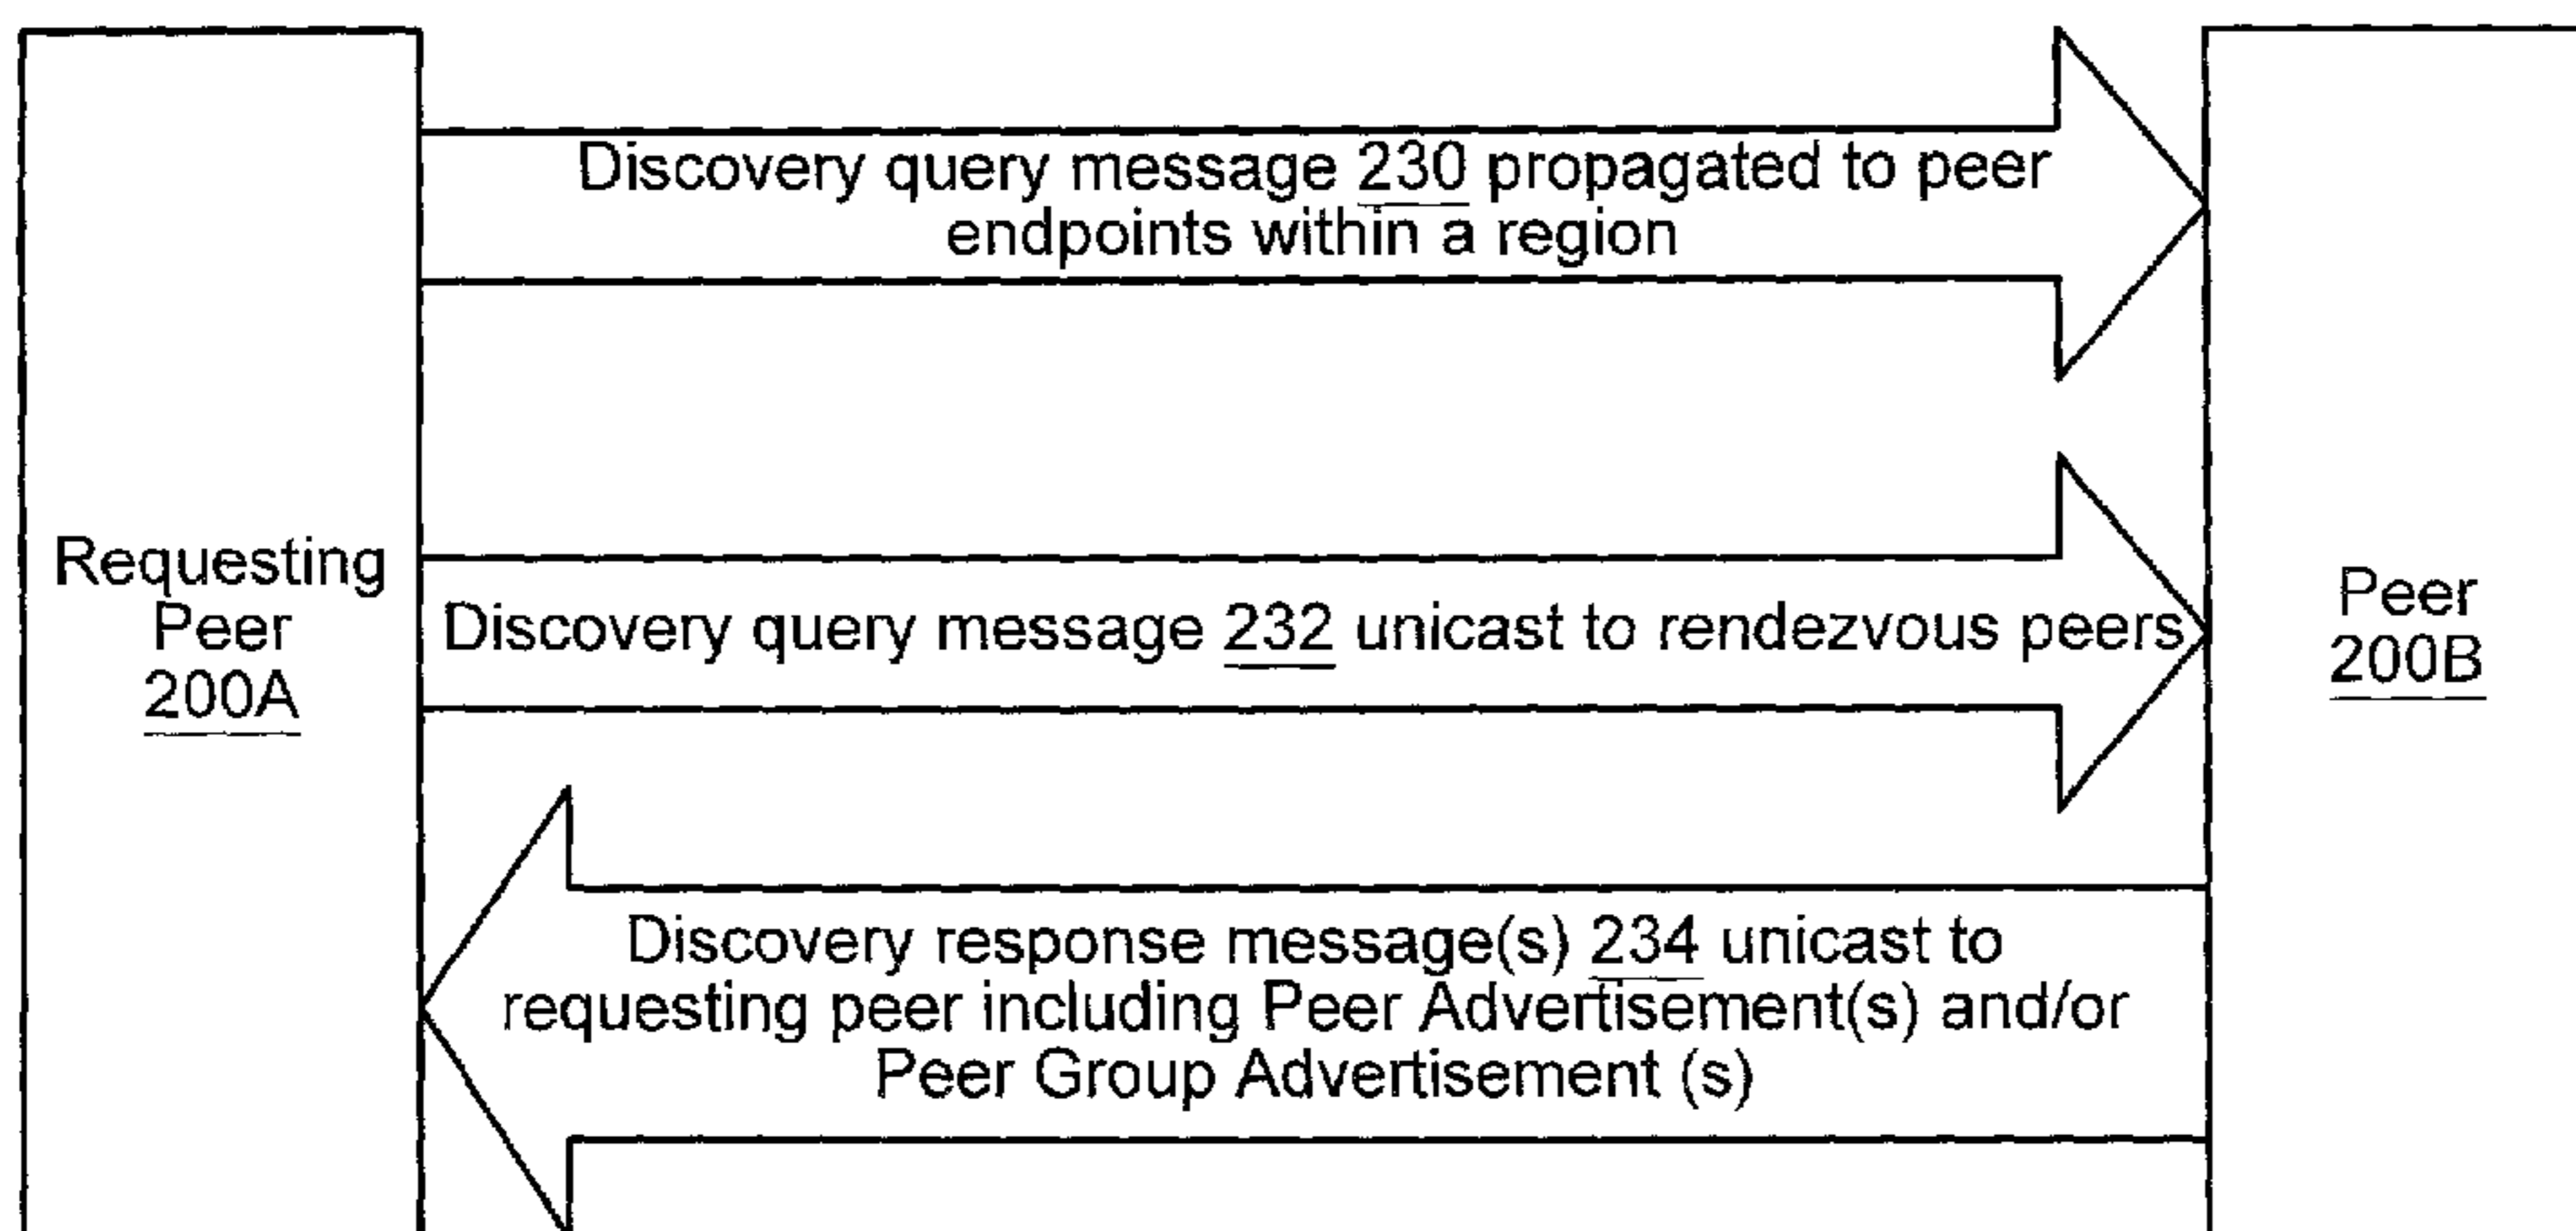 Discovery query message 230 propagated to peer
endpoints within a region
Requesting
Peer
200A
Discovery query message 232 unicast to rendezvous peers
Peer
200B
Discovery response message(s) 234 unicast to
requesting peer including Peer Advertisement(s) and/or
Peer Group Advertisement (s)